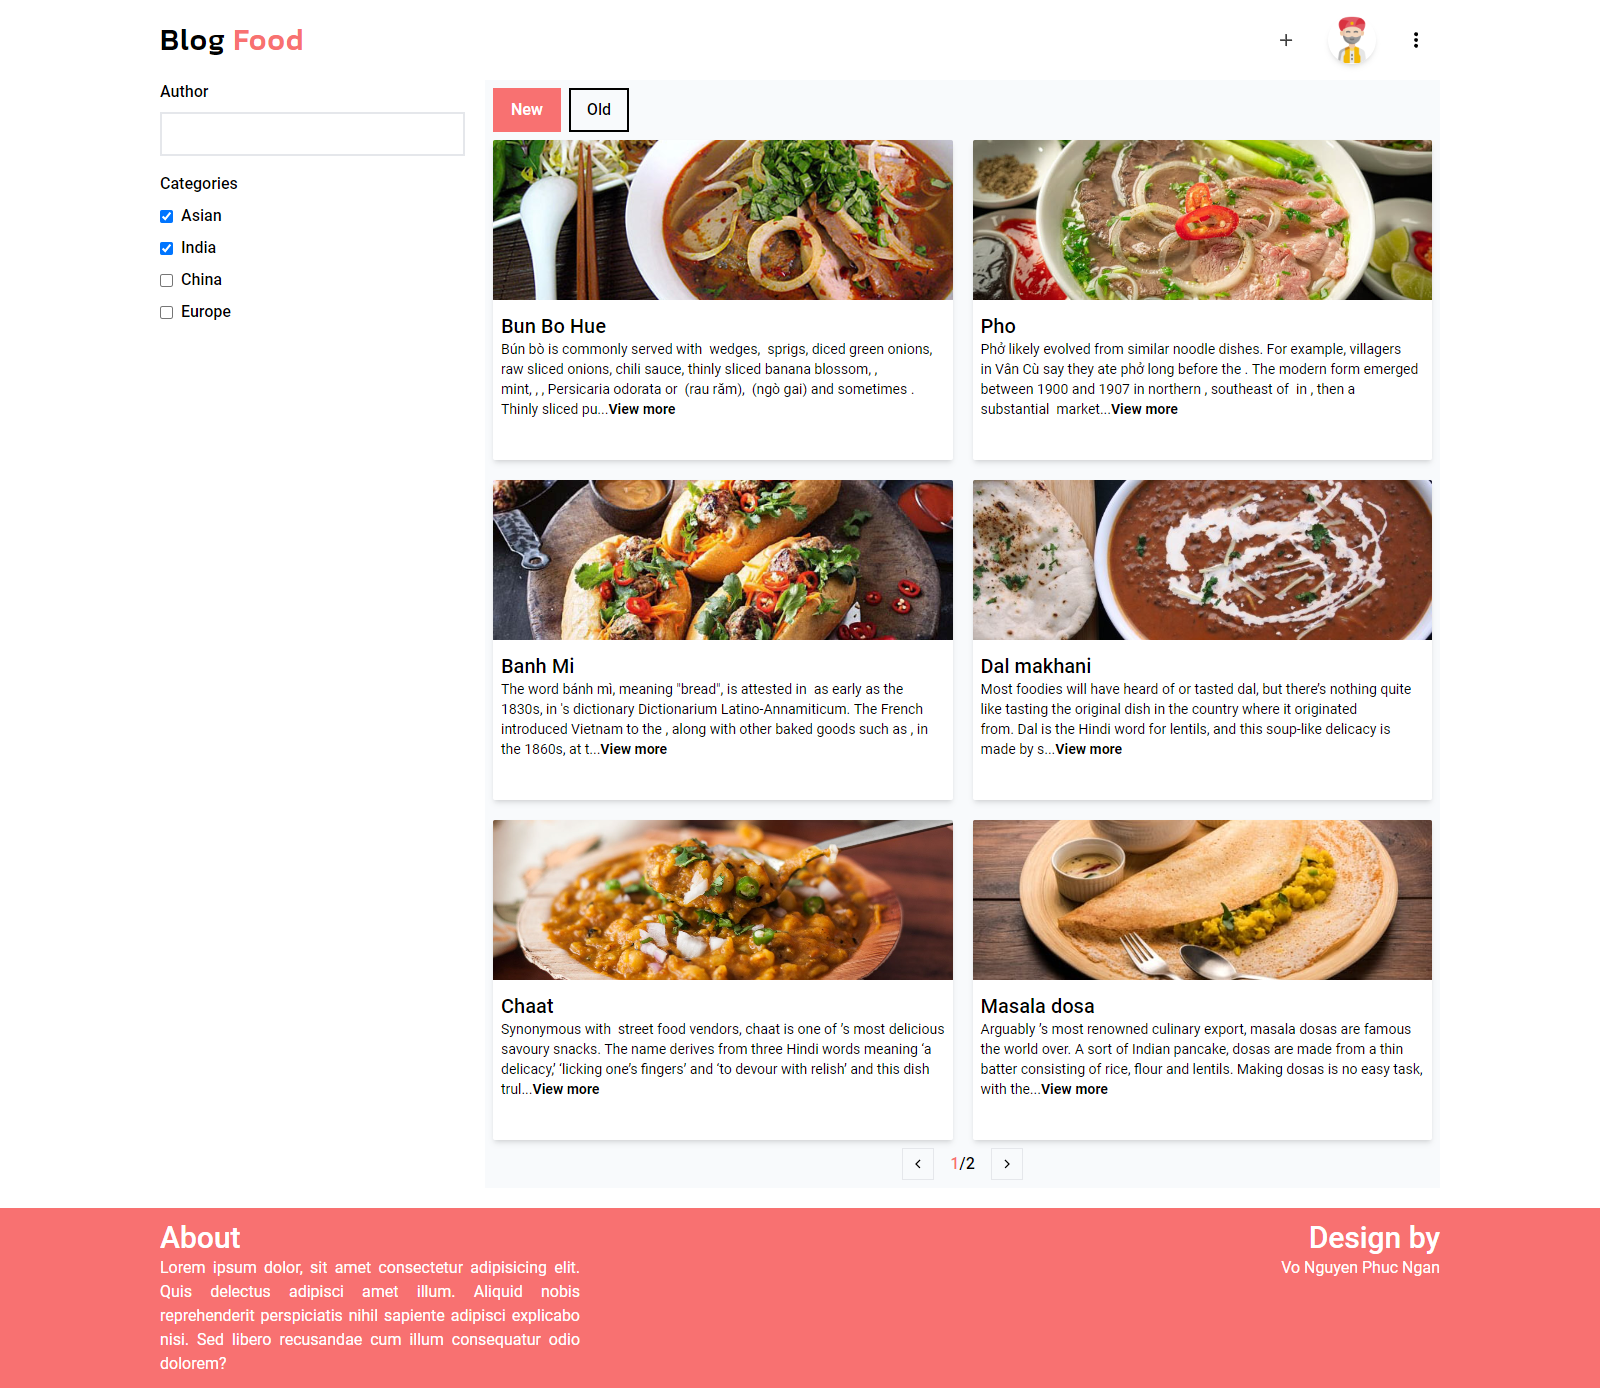 Blog Food
Author
Categories
Asian
India
China
Europe
New
Old
Bun Bo Hue
Bún bò is commonly served with  wedges,  sprigs, diced green onions,
raw sliced onions, chili sauce, thinly sliced banana blossom, ,
mint, , , Persicaria odorata or  (rau răm),  (ngò gai) and sometimes .
Thinly sliced pu...View more
Pho
Phở likely evolved from similar noodle dishes. For example, villagers
in Vân Cù say they ate phở long before the . The modern form emerged
between 1900 and 1907 in northern , southeast of  in , then a
substantial  market...View more
Banh Mi
The word bánh mì, meaning "bread", is attested in  as early as the
1830s, in 's dictionary Dictionarium Latino-Annamiticum. The French
introduced Vietnam to the , along with other baked goods such as , in
the 1860s, at t...View more
Dal makhani
Most foodies will have heard of or tasted dal, but there’s nothing quite
like tasting the original dish in the country where it originated
from. Dal is the Hindi word for lentils, and this soup-like delicacy is
made by s...View more
Chaat
Synonymous with  street food vendors, chaat is one of ’s most delicious
savoury snacks. The name derives from three Hindi words meaning ‘a
delicacy,’ ‘licking one’s fingers’ and ‘to devour with relish’ and this dish
trul...View more
Masala dosa
Arguably ’s most renowned culinary export, masala dosas are famous
the world over. A sort of Indian pancake, dosas are made from a thin
batter consisting of rice, flour and lentils. Making dosas is no easy task,
with the...View more
1/2
About
Lorem ipsum dolor, sit amet consectetur adipisicing elit.
Quis delectus adipisci amet illum. Aliquid nobis
reprehenderit perspiciatis nihil sapiente adipisci explicabo
nisi. Sed libero recusandae cum illum consequatur odio
dolorem?
Design by
Vo Nguyen Phuc Ngan